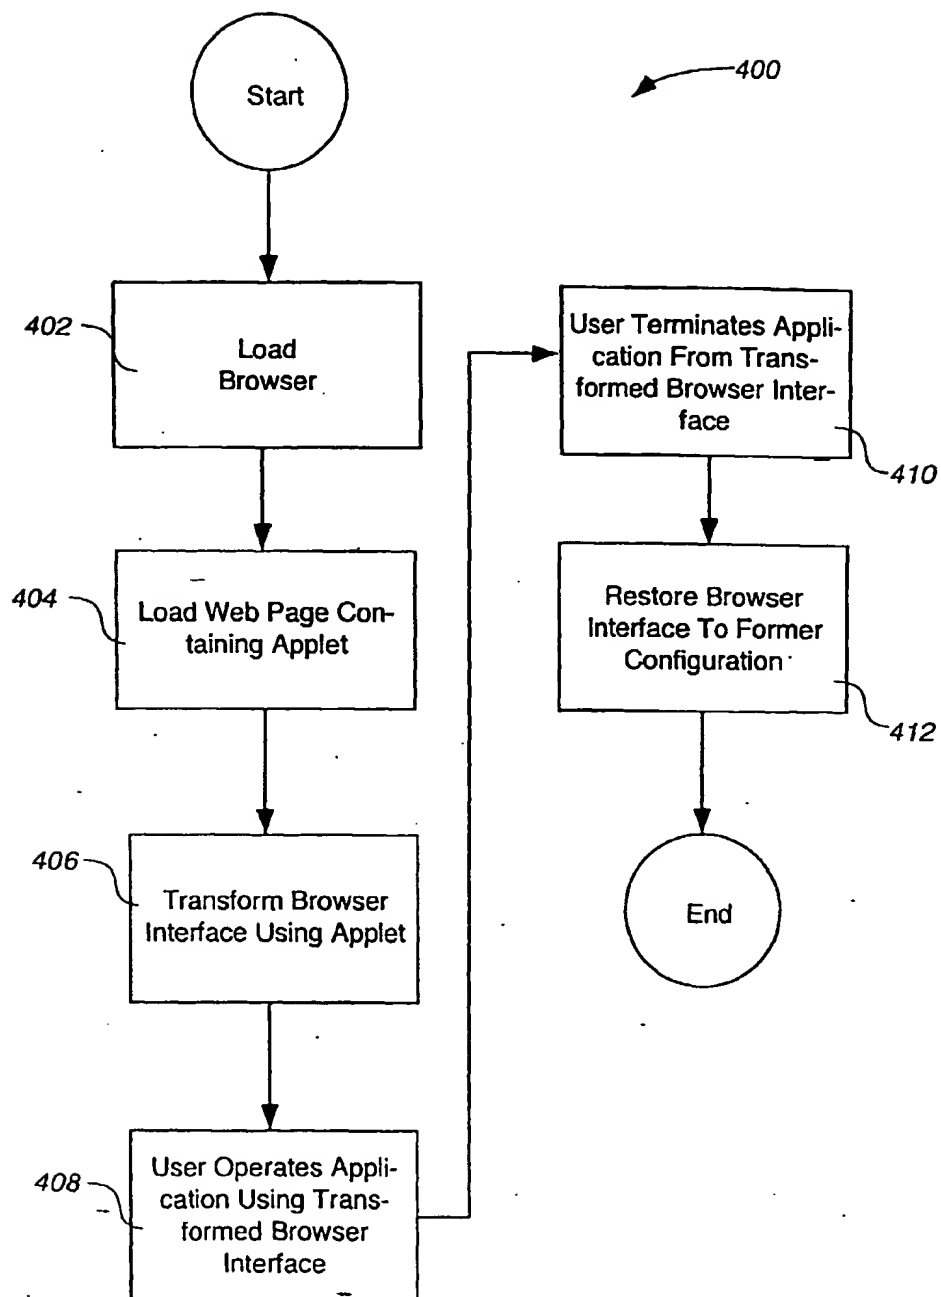 Start
400
402
Load
Browser
404
Load Web Page Con-
taining Applet
406
Transform Browser
Interface Using Applet
408
User Operates Appli-
cation Using Trans-
formed Browser
Interface
User Terminates Appli-
cation From Trans-
formed Browser Inter-
face
410
Restore Browser
Interface To Former
Configuration
412
End